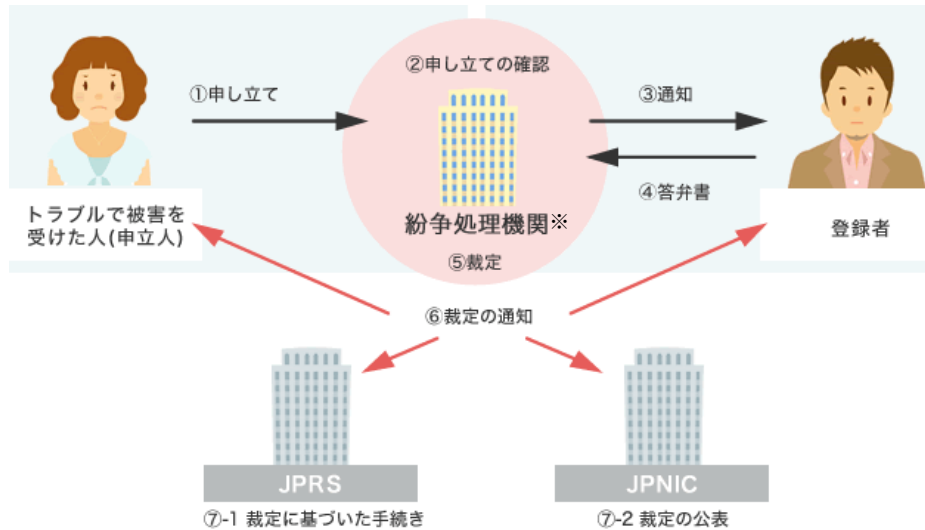 ②申し立ての確認
①申し立て
③通知
④答弁書
紛争処理機関※
トラブルで被害を
受けた人(申立人)
登録者
⑤裁定
⑥裁定の通知
JPRS
JPNIC
⑦-1 裁定に基づいた手続き
⑦-2 裁定の公表